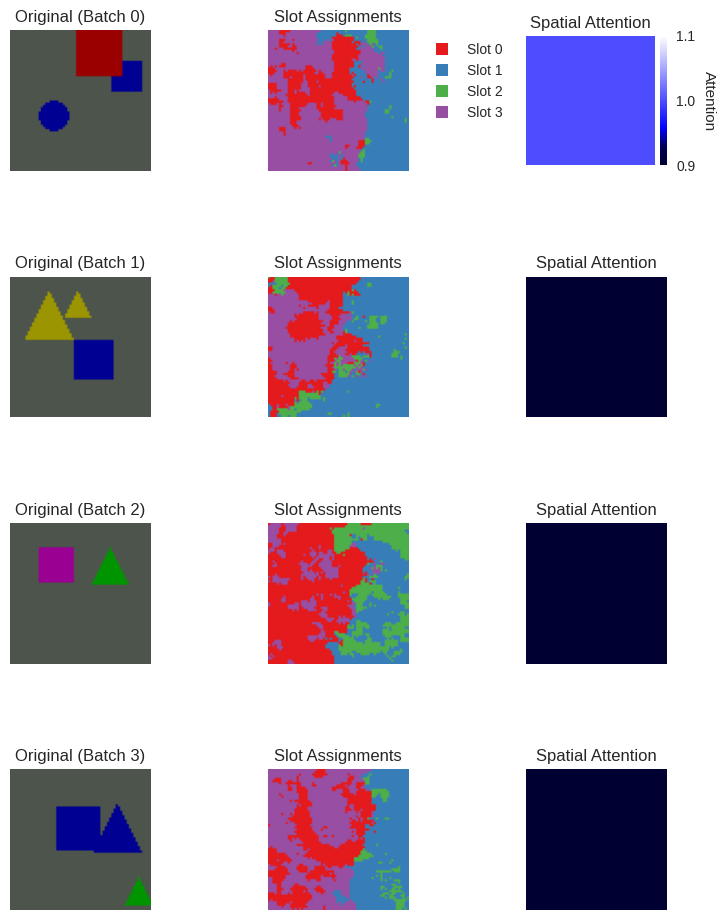 Original (Batch 0)
Slot Assignments
Spatial Attention
Slot 0
Slot 1
Slot 2
Slot 3
1.1
1.0
0.9
Attention
Original (Batch 1)
Slot Assignments
Spatial Attention
Original (Batch 2)
Slot Assignments
Spatial Attention
Original (Batch 3)
Slot Assignments
Spatial Attention